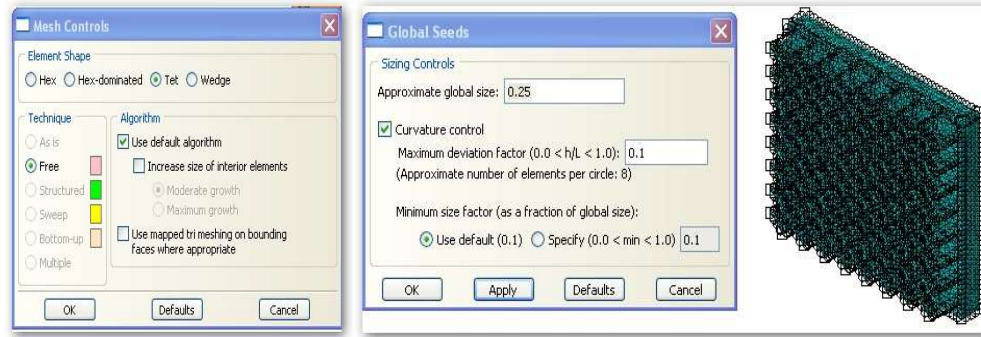 Mesh Controls
Element Shape
Hex Hex-dominated Tet Wedge
Technique
As is
Free
Structured
Sweep
Bottom-up
Multiple
Algorithm
Use default algorithm
Increase size of interior elements
Moderate growth
Maximum growth
Use mapped tri meshing on bounding
faces where appropriate
OK Defaults Cancel
Global Seeds
Sizing Controls
Approximate global size: 0.25
Curvature control
Maximum deviation factor (0.0 < h/L < 1.0): 0.1
(Approximate number of elements per circle: 8)
Minimum size factor (as a fraction of global size):
Use default (0.1) Specify (0.0 < min < 1.0) 0.1
OK Apply Defaults Cancel